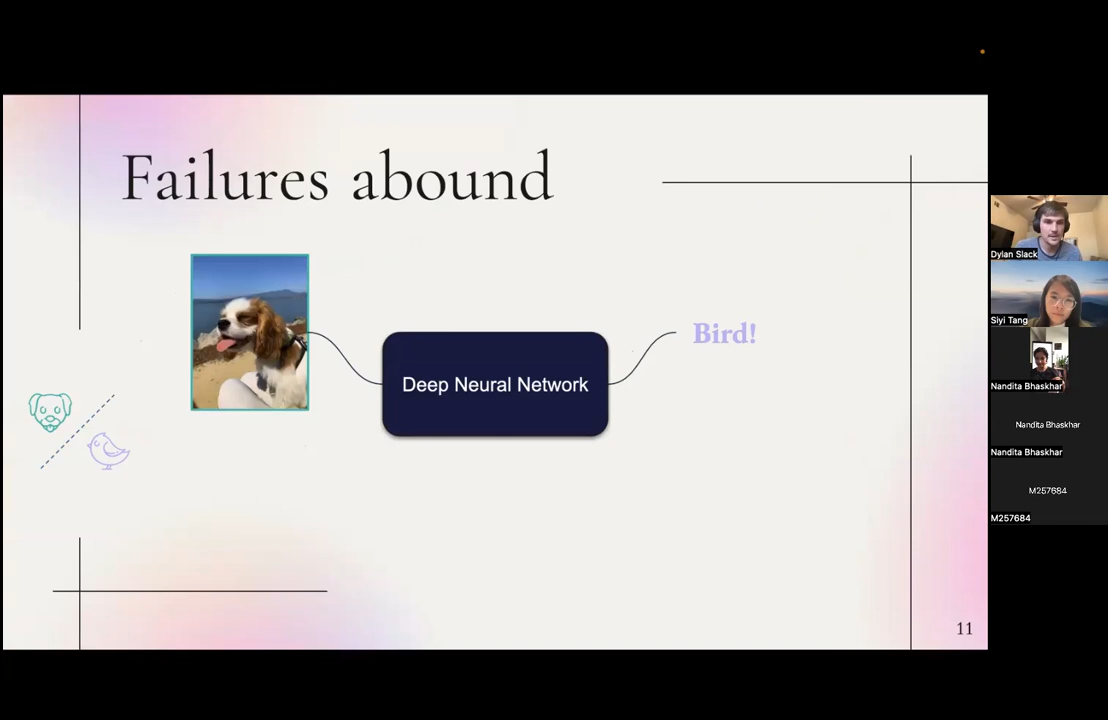 Failures abound
Bird!
Deep Neural Network
11
Dylan Slack
Siyi Tang
Nandita Bhaskhar
Nandita Bhaskhar
Nandita Bhaskhar
M257684
M257684